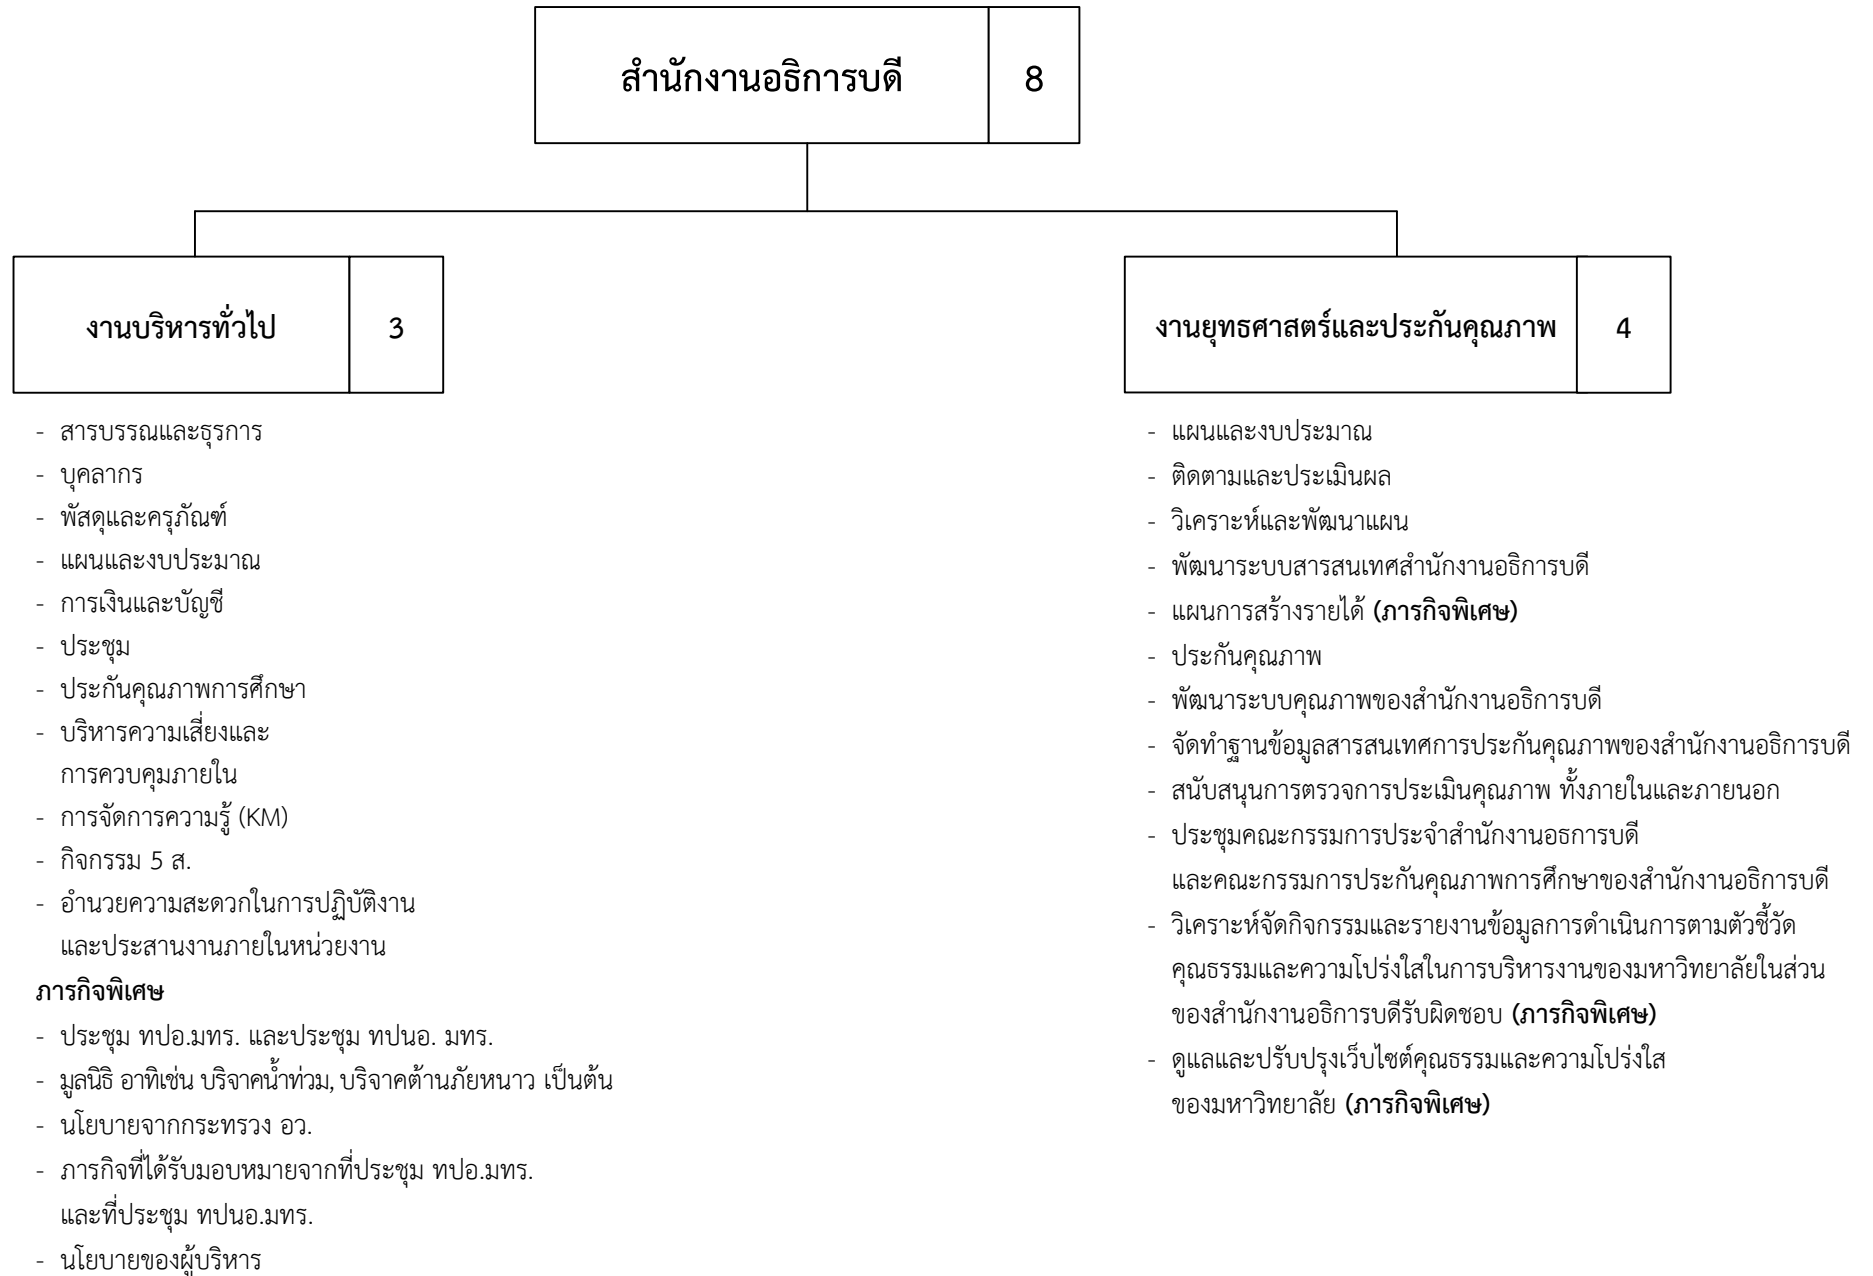 สำนักงานอธิการบดี
8
งานบริหารทั่วไป
3
- สารบรรณและธุรการ
- บุคลากร
- พัสดุและครุภัณฑ์
- แผนและงบประมาณ
- การเงินและบัญชี
- ประชุม
- ประกันคุณภาพการศึกษา
- บริหารความเสี่ยงและ
การควบคุมภายใน
- การจัดการความรู้ (KM)
- กิจกรรม 5 ส.
- อำนวยความสะดวกในการปฏิบัติงาน
และประสานงานภายในหน่วยงาน
ภารกิจพิเศษ
- ประชุม ทปอ.มทร. และประชุม ทปนอ. มทร.
- มูลนิธิ อาทิเช่น บริจาคน้ำท่วม, บริจาคต้านภัยหนาว เป็นต้น
- นโยบายจากกระทรวง อว.
- ภารกิจที่ได้รับมอบหมายจากที่ประชุม ทปอ.มทร.
และที่ประชุม ทปนอ.มทร.
- นโยบายของผู้บริหาร
งานยุทธศาสตร์และประกันคุณภาพ
4
- แผนและงบประมาณ
- ติดตามและประเมินผล
- วิเคราะห์และพัฒนาแผน
- พัฒนาระบบสารสนเทศสำนักงานอธิการบดี
- แผนการสร้างรายได้ (ภารกิจพิเศษ)
- ประกันคุณภาพ
- พัฒนาระบบคุณภาพของสำนักงานอธิการบดี
- จัดทำฐานข้อมูลสารสนเทศการประกันคุณภาพของสำนักงานอธิการบดี
- สนับสนุนการตรวจการประเมินคุณภาพ ทั้งภายในและภายนอก
- ประชุมคณะกรรมการประจำสำนักงานอธการบดี
และคณะกรรมการประกันคุณภาพการศึกษาของสำนักงานอธิการบดี
- วิเคราะห์จัดกิจกรรมและรายงานข้อมูลการดำเนินการตามตัวชี้วัด
คุณธรรมและความโปร่งใสในการบริหารงานของมหาวิทยาลัยในส่วน
ของสำนักงานอธิการบดีรับผิดชอบ (ภารกิจพิเศษ)
- ดูแลและปรับปรุงเว็บไซต์คุณธรรมและความโปร่งใส
ของมหาวิทยาลัย (ภารกิจพิเศษ)